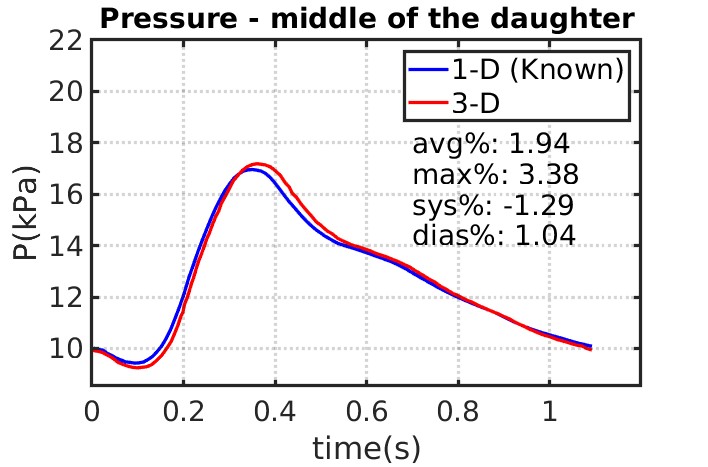 Pressure - middle of the daughter
22
20
18
16
14
12
10
P(kPa)
1-D (Known)
3-D
avg%: 1.94
max%: 3.38
sys%: -1.29
dias%: 1.04
0 0.2 0.4 0.6 0.8 1
time(s)